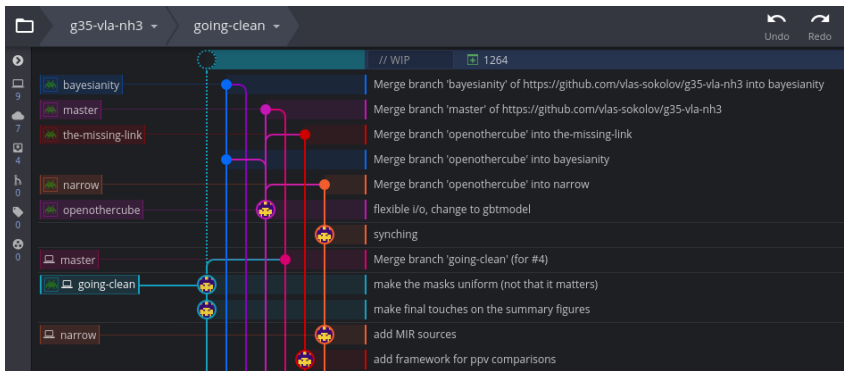 g35-vla-nh3 going-clean
Undo Redo
// WIP 1264
bayesianity Merge branch 'bayesianity' of https://github.com/vlas-sokolov/g35-vla-nh3 into bayesianity
9
master Merge branch 'master' of https://github.com/vlas-sokolov/g35-vla-nh3
7
the-missing-link Merge branch 'openothercube' into the-missing-link
4
Merge branch 'openothercube' into bayesianity
narrow Merge branch 'openothercube' into narrow
0
openothercube flexible i/o, change to gbtmodel
0
synching
0
master Merge branch 'going-clean' (for #4)
going-clean make the masks uniform (not that it matters)
make final touches on the summary figures
narrow add MIR sources
add framework for ppv comparisons